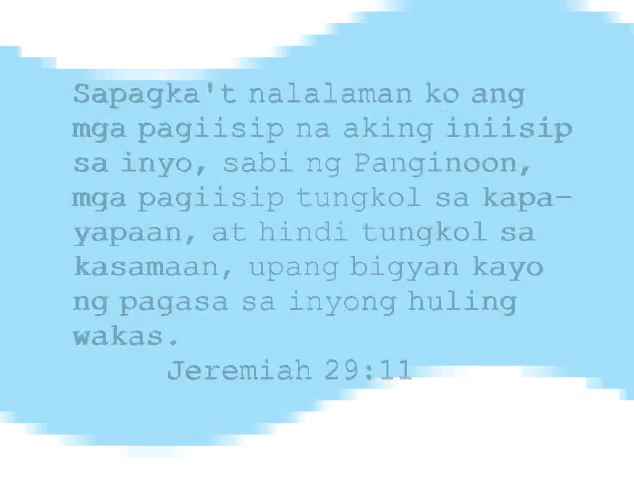 Sapagka't nalalaman ko ang
mga pagiisip na aking iniisip
sa inyo, sabi ng Panginoon,
mga pagiisip tungkol sa kapa-
yapaan, at hindi tungkol sa
kasamaan, upang bigyan kayo
ng pagasa sa inyong huling
wakas.
Jeremiah 29:11